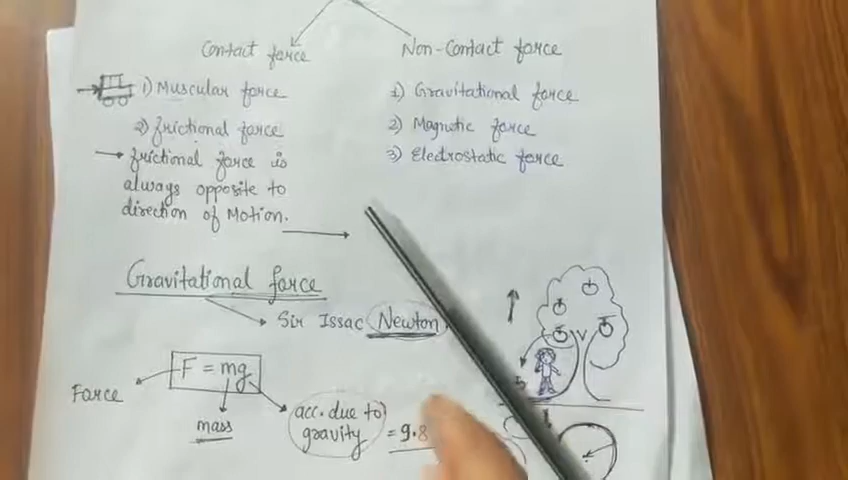 Contact force
Non-Contact force
1) Muscular force
2) frictional force
→ frictional force is
always opposite to
direction of Motion.
1) Gravitational force
2) Magnetic force
3) Electrostatic force
Gravitational force
Sir Issac Newton
F = mg
Force
mass
acc. due to
gravity
= 9.8